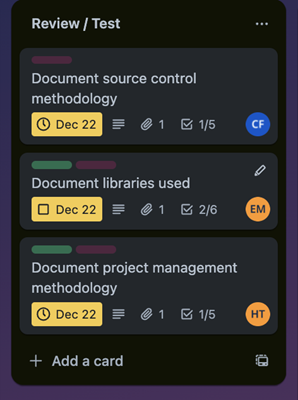 Review / Test
Document source control
methodology
Dec 22 1 1/5 CF
Document libraries used
Dec 22 1 2/6 EM
Document project management
methodology
Dec 22 1 1/5 HT
Add a card